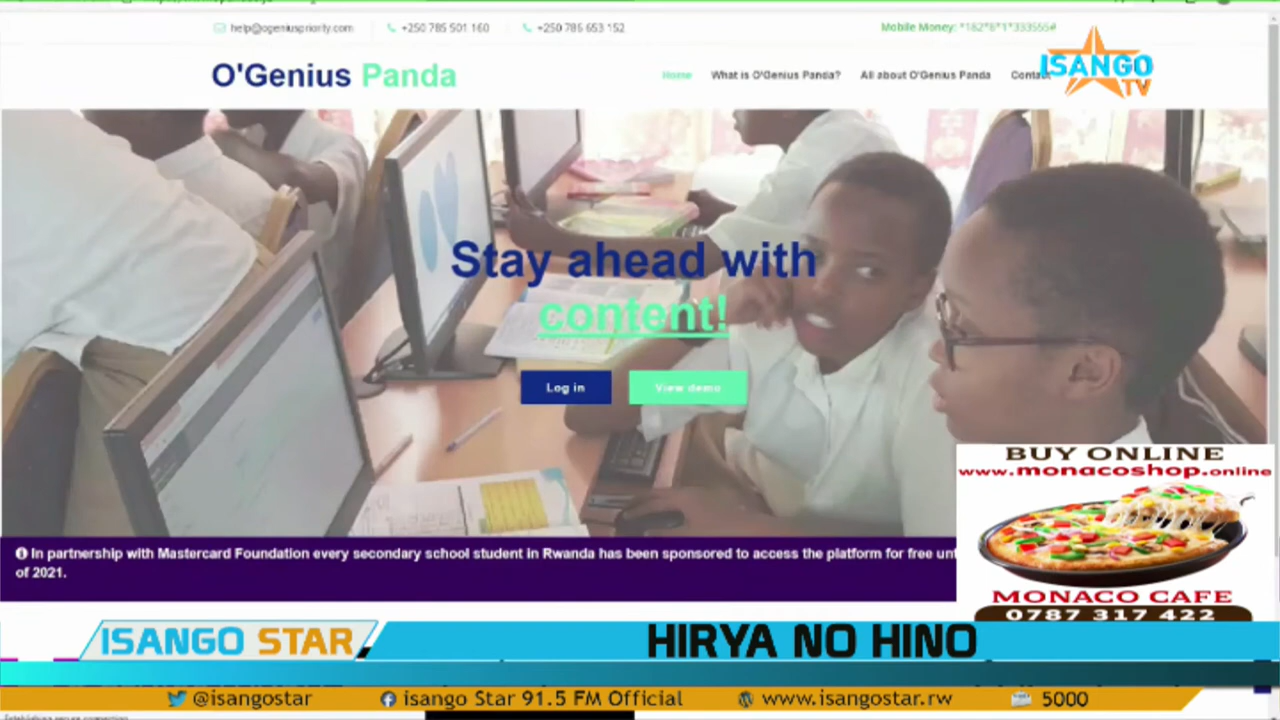 help@ogeniuspriority.com
+250 785 501 160
+250 786 653 152
Mobile Money: *182*8*1*333555#
ISANGO
TV
O'Genius Panda
Home
What is O'Genius Panda?
All about O'Genius Panda
Contact
Stay ahead with
content!
Log in
View demo
In partnership with Mastercard Foundation every secondary school student in Rwanda has been sponsored to access the platform for free
of 2021.
BUY ONLINE
www.monacoshop.online
MONACO CAFE
0787 317 422
ISANGO STAR
HIRYA NO HINO
@isangostar
isango Star 91.5 FM Official
www.isangostar.rw
5000